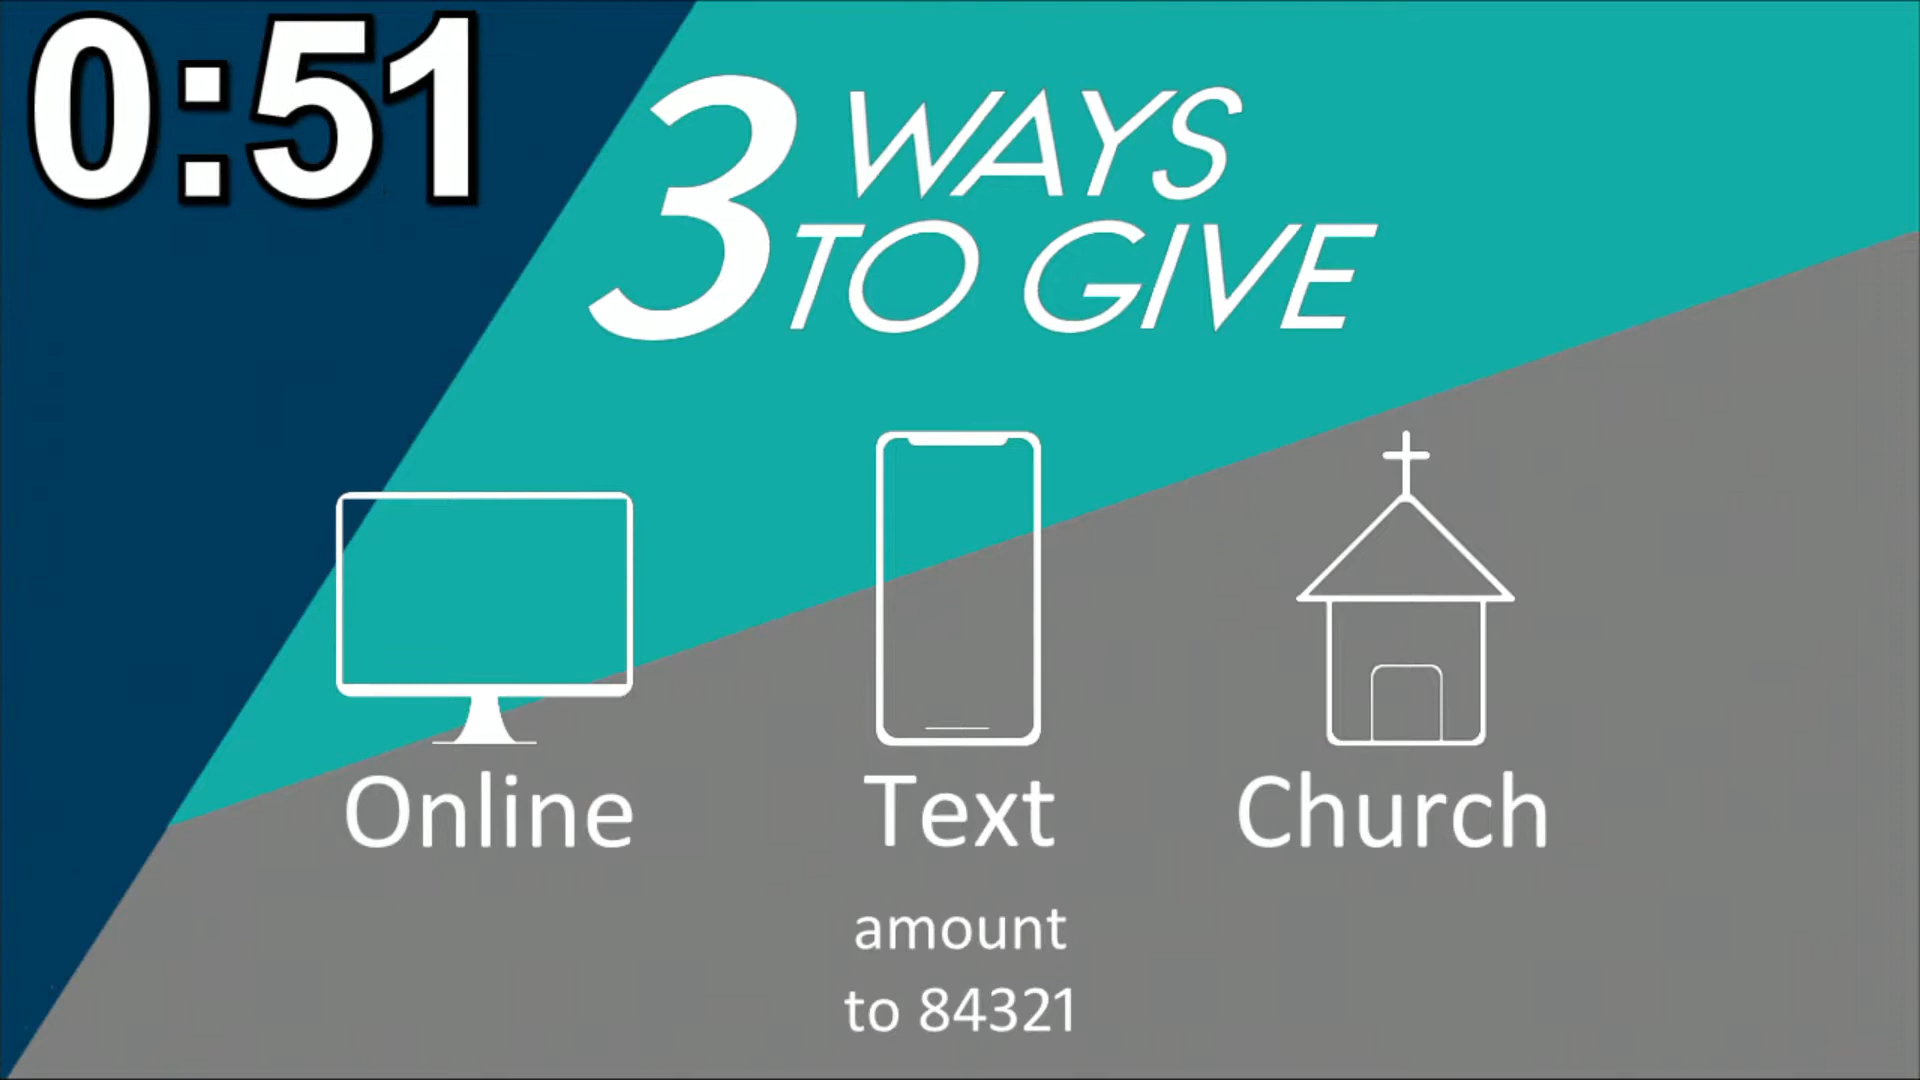 0:51
3 WAYS
TO GIVE
Online
Text
Church
amount
to 84321